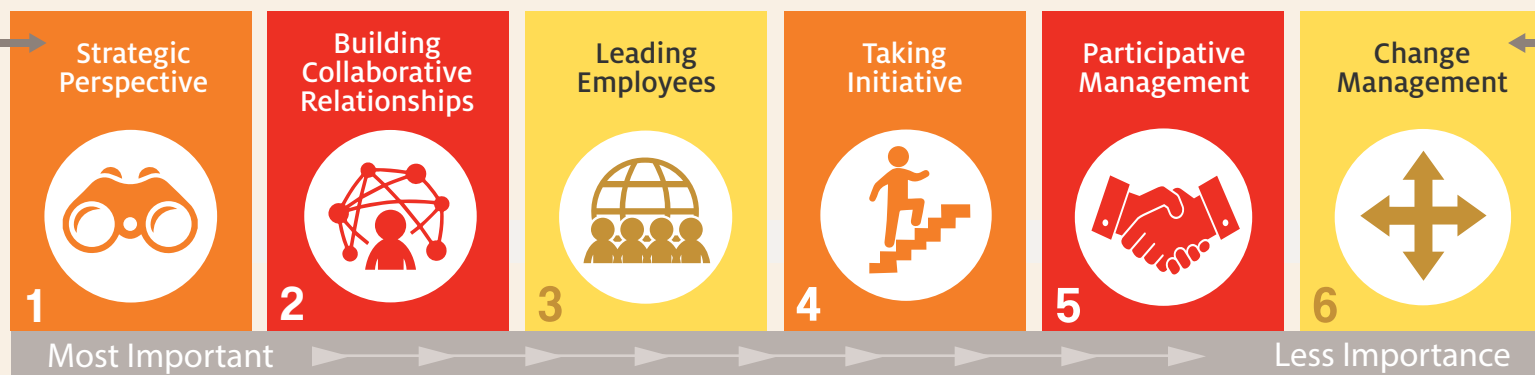 Strategic
Perspective
1
Building
Collaborative
Relationships
2
Leading
Employees
3
Taking
Initiative
4
Participative
Management
5
Change
Management
6
Most Important
Less Importance